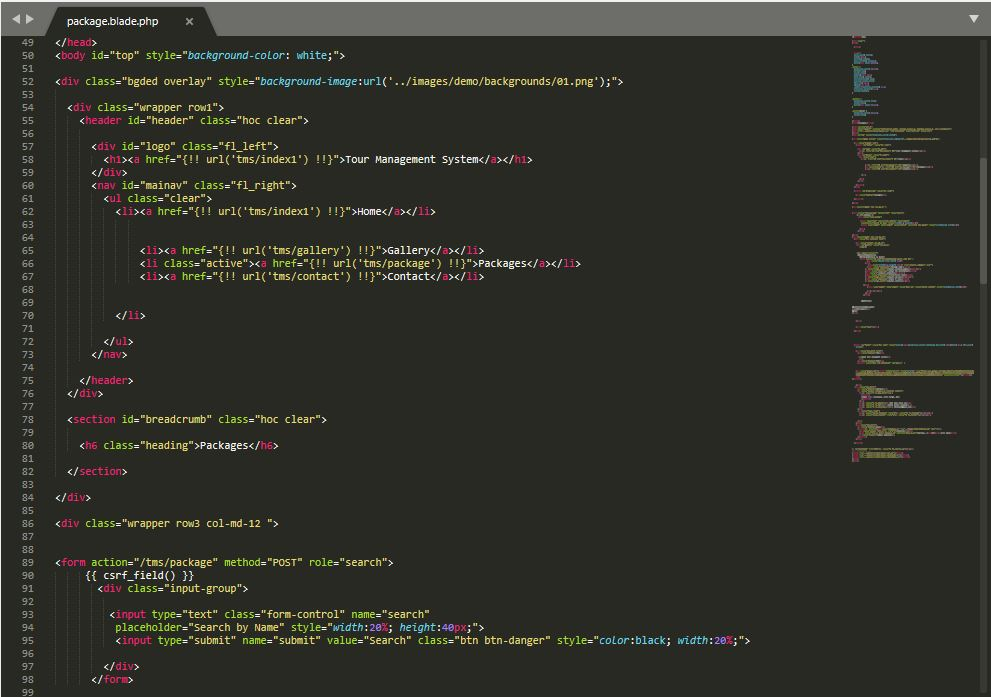 package.blade.php
49 </head>
50 <body id="top" style="background-color: white;">
51
52 <div class="bgded overlay" style="background-image:url('../images/demo/backgrounds/01.png');">
53
54 <div class="wrapper row1">
55 <header id="header" class="hoc clear">
56
57 <div id="logo" class="fl_left">
58 <h1><a href="{!! url('tms/index1') !!}">Tour Management System</a></h1>
59 </div>
60 <nav id="mainav" class="fl_right">
61 <ul class="clear">
62 <li><a href="{!! url('tms/index1') !!}">Home</a></li>
63
64
65 <li><a href="{!! url('tms/gallery') !!}">Gallery</a></li>
66 <li class="active"><a href="{!! url('tms/package') !!}">Packages</a></li>
67 <li><a href="{!! url('tms/contact') !!}">Contact</a></li>
68
69
70 </li>
71
72 </ul>
73 </nav>
74
75 </header>
76 </div>
77
78 <section id="breadcrumb" class="hoc clear">
79
80 <h6 class="heading">Packages</h6>
81
82 </section>
83
84 </div>
85
86 <div class="wrapper row3 col-md-12 ">
87
88
89 <form action="/tms/package" method="POST" role="search">
90 {{ csrf_field() }}
91 <div class="input-group">
92
93 <input type="text" class="form-control" name="search"
94 placeholder="Search by Name" style="width:20%; height:40px;">
95 <input type="submit" name="submit" value="Search" class="btn btn-danger" style="color:black; width:20%;">
96
97 </div>
98 </form>
99